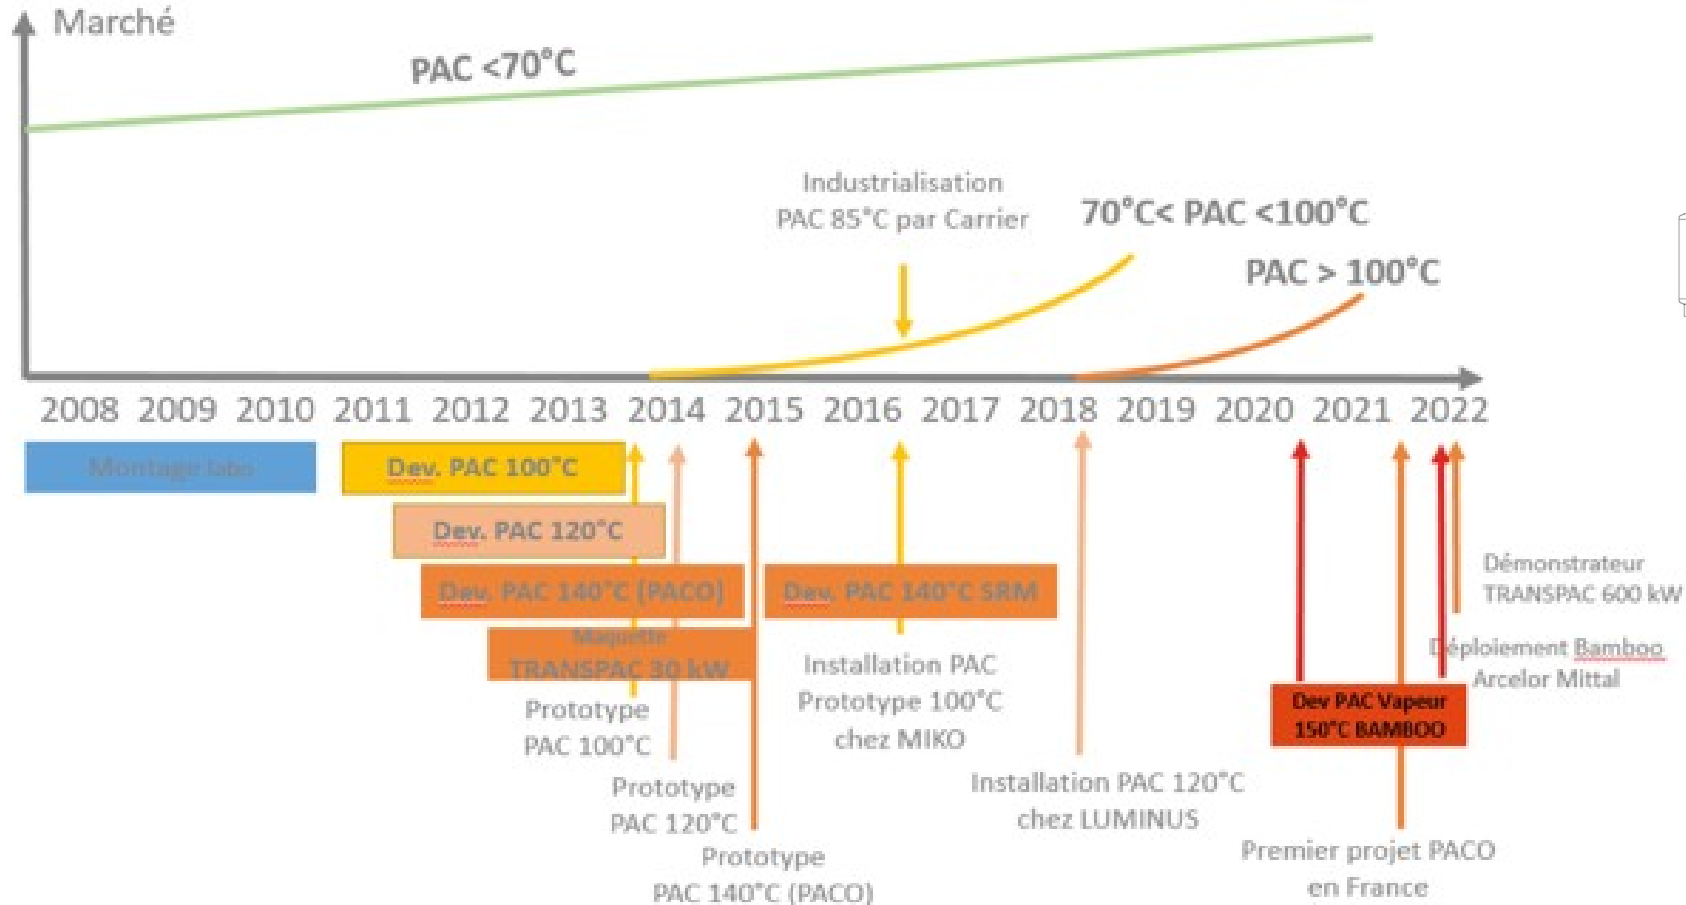 Marché
PAC <70°C
Industrialisation
PAC 85°C par Carrier
70°C< PAC <100°C
PAC > 100°C
2008 2009 2010 2011 2012 2013 2014 2015 2016 2017 2018 2019 2020 2021 2022
Montage labo
Dev. PAC 100°C
Dev. PAC 120°C
Dev. PAC 140°C (PACO)
Dev. PAC 140°C SRM
Maquette
TRANSPAC 30 kW
Prototype
PAC 100°C
Prototype
PAC 120°C
Prototype
PAC 140°C (PACO)
Installation PAC
Prototype 100°C
chez MIKO
Installation PAC 120°C
chez LUMINUS
Démonstrateur
TRANSPAC 600 kW
Déploiement Bamboo
Arcelor Mittal
Dev PAC Vapeur
150°C BAMBOO
Premier projet PACO
en France